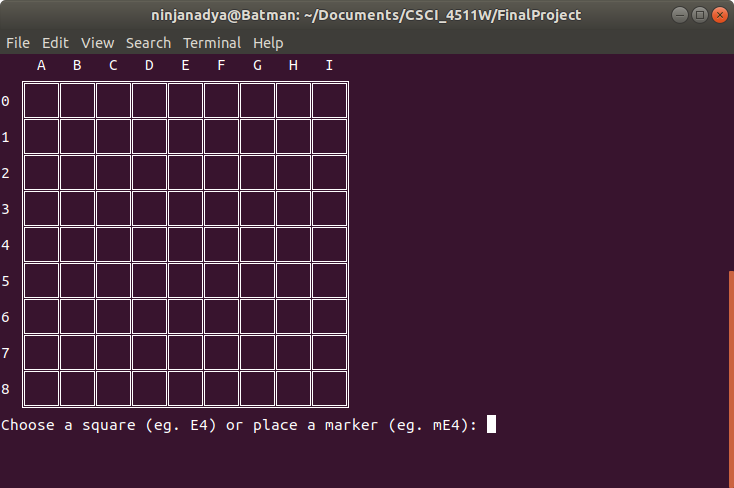 ninjanadya@Batman: ~/Documents/CSCI_4511W/FinalProject
File Edit View Search Terminal Help
A B C D E F G H I
0
1
2
3
4
5
6
7
8
Choose a square (eg. E4) or place a marker (eg. mE4):